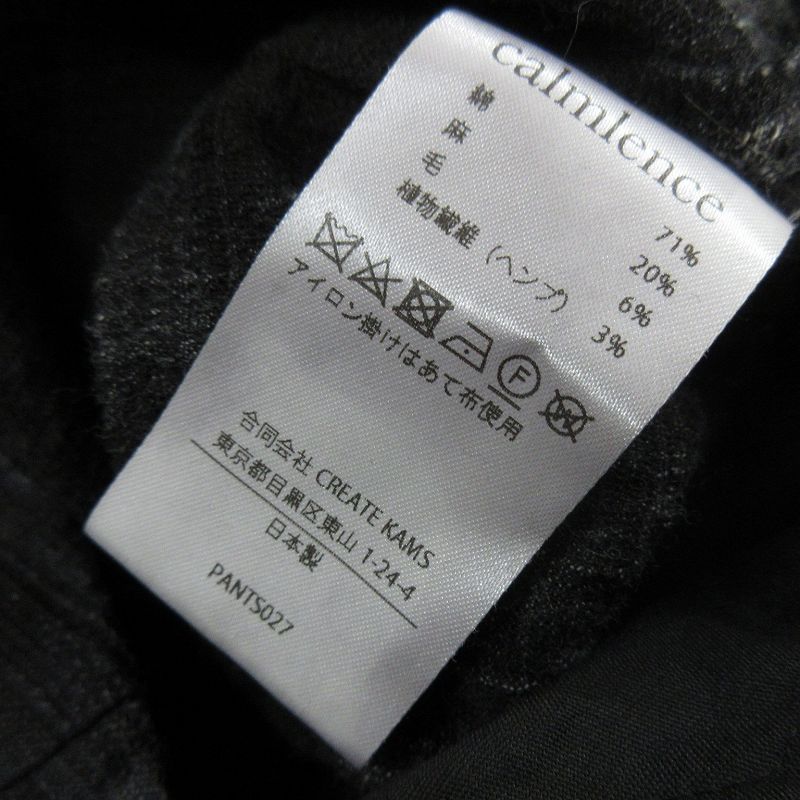 calmlence
綿 71%
麻 20%
毛 6%
植物繊維（ヘンプ） 3%
F W
アイロン掛けはあて布使用
合同会社 CREATE KAMS
東京都目黒区東山 1-24-4
日本製
PANTS027